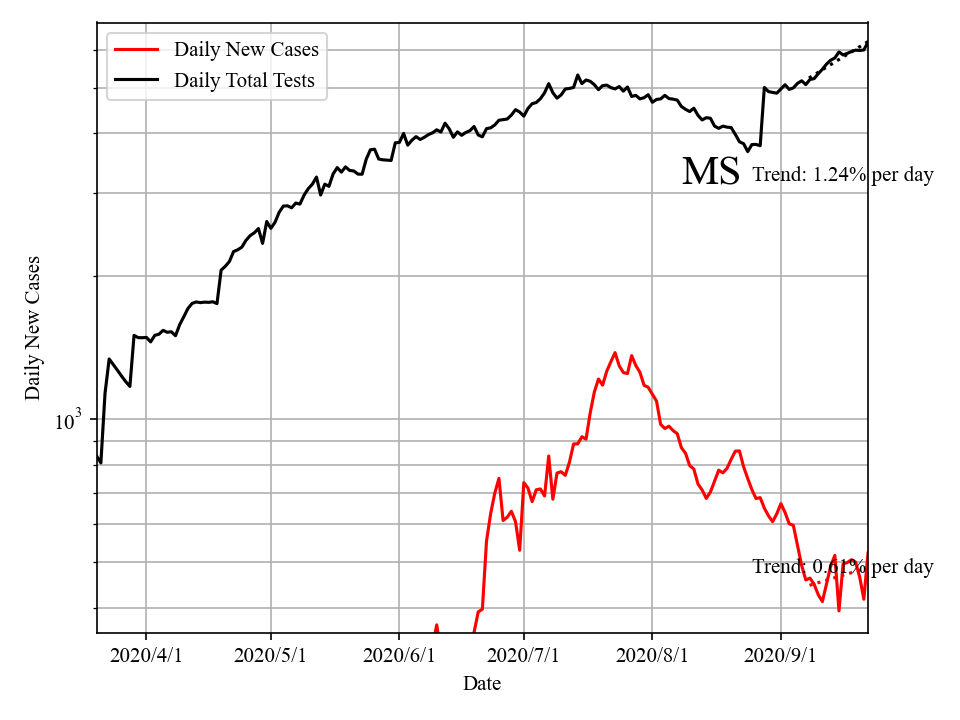 Daily New Cases
Daily Total Tests
MS
Trend: 1.24% per day
Daily New Cases
10^3
Trend: 0.61% per day
2020/4/1
2020/5/1
2020/6/1
2020/7/1
2020/8/1
2020/9/1
Date